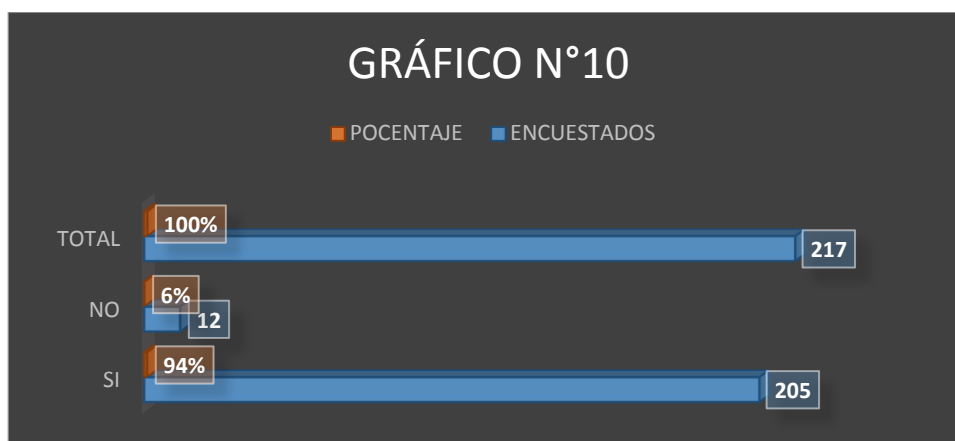 GRÁFICO N°10
POCENTAJE ENCUESTADOS
TOTAL
100%
217
NO
6%
12
SI
94%
205